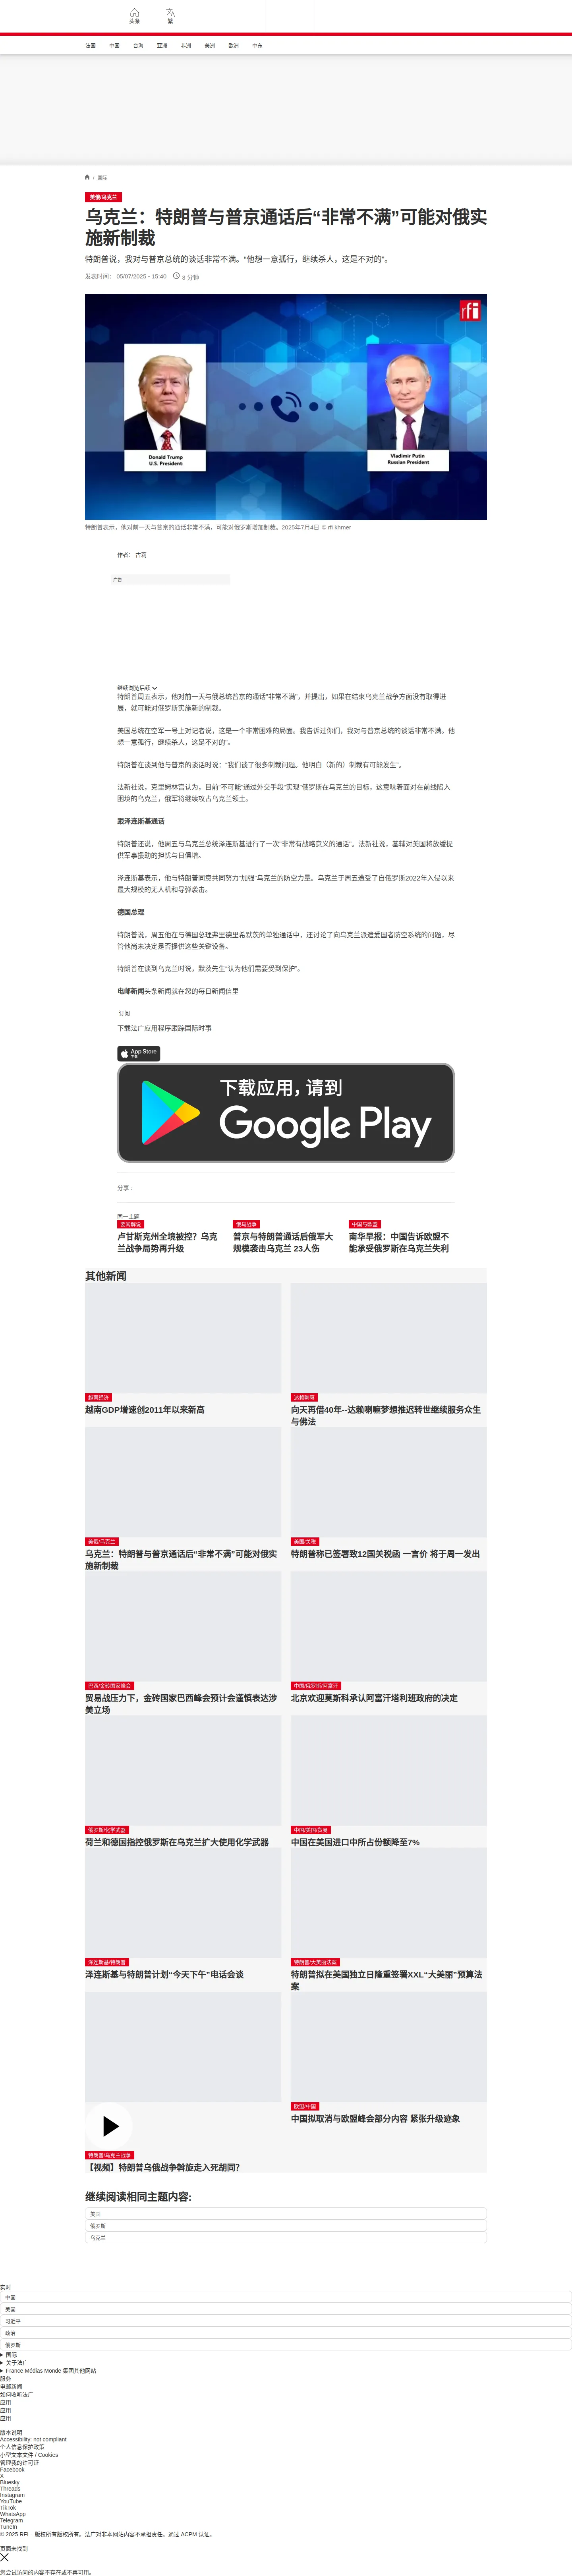 头条
繁
法国
中国
台海
亚洲
非洲
美洲
欧洲
中东
/ 国际
美俄/乌克兰
乌克兰：特朗普与普京通话后“非常不满”可能对俄实
施新制裁
特朗普说，我对与普京总统的谈话非常不满。“他想一意孤行，继续杀人，这是不对的”。
发表时间： 05/07/2025 - 15:40
3 分钟
rfi
Donald Trump
U.S. President
Vladimir Putin
Russian President
特朗普表示，他对前一天与普京的通话非常不满，可能对俄罗斯增加制裁。2025年7月4日 © rfi khmer
作者： 古莉
广告
继续浏览后续
特朗普周五表示，他对前一天与俄总统普京的通话“非常不满”，并提出，如果在结束乌克兰战争方面没有取得进
展，就可能对俄罗斯实施新的制裁。
美国总统在空军一号上对记者说，这是一个非常困难的局面。我告诉过你们，我对与普京总统的谈话非常不满。他
想一意孤行，继续杀人，这是不对的”。
特朗普在谈到他与普京的谈话时说：“我们谈了很多制裁问题。他明白（新的）制裁有可能发生”。
法新社说，克里姆林宫认为，目前“不可能”通过外交手段“实现”俄罗斯在乌克兰的目标，这意味着面对在前线陷入
困境的乌克兰，俄军将继续攻占乌克兰领土。
跟泽连斯基通话
特朗普还说，他周五与乌克兰总统泽连斯基进行了一次“非常有战略意义的通话”。法新社说，基辅对美国将放缓提
供军事援助的担忧与日俱增。
泽连斯基表示，他与特朗普同意共同努力“加强”乌克兰的防空力量。乌克兰于周五遭受了自俄罗斯2022年入侵以来
最大规模的无人机和导弹袭击。
德国总理
特朗普说，周五他在与德国总理弗里德里希默茨的单独通话中，还讨论了向乌克兰派遣爱国者防空系统的问题，尽
管他尚未决定是否提供这些关键设备。
特朗普在谈到乌克兰时说，默茨先生“认为他们需要受到保护”。
电邮新闻头条新闻就在您的每日新闻信里
订阅
下载法广应用程序跟踪国际时事
App Store
下载
下载应用，请到
Google Play
分享 :
同一主题
要闻解说
卢甘斯克州全境被控？乌克
兰战争局势再升级
俄乌战争
普京与特朗普通话后俄军大
规模袭击乌克兰 23人伤
中国与欧盟
南华早报：中国告诉欧盟不
能承受俄罗斯在乌克兰失利
其他新闻
越南经济
越南GDP增速创2011年以来新高
达赖喇嘛
向天再借40年--达赖喇嘛梦想推迟转世继续服务众生
与佛法
美俄/乌克兰
乌克兰：特朗普与普京通话后“非常不满”可能对俄实
施新制裁
美国/关税
特朗普称已签署致12国关税函 一言价 将于周一发出
巴西/金砖国家峰会
贸易战压力下，金砖国家巴西峰会预计会谨慎表达涉
美立场
中国/俄罗斯/阿富汗
北京欢迎莫斯科承认阿富汗塔利班政府的决定
俄罗斯/化学武器
荷兰和德国指控俄罗斯在乌克兰扩大使用化学武器
中国/美国/贸易
中国在美国进口中所占份额降至7%
泽连斯基/特朗普
泽连斯基与特朗普计划“今天下午”电话会谈
特朗普/大美丽法案
特朗普拟在美国独立日隆重签署XXL“大美丽”预算法
案
特朗普/乌克兰战争
【视频】特朗普乌俄战争斡旋走入死胡同？
欧盟/中国
中国拟取消与欧盟峰会部分内容 紧张升级迹象
继续阅读相同主题内容:
美国
俄罗斯
乌克兰
实时
中国
美国
习近平
政治
俄罗斯
国际
关于法广
France Médias Monde 集团其他网站
服务
电邮新闻
如何收听法广
应用
应用
应用
版本说明
Accessibility: not compliant
个人信息保护政策
小型文本文件 / Cookies
管理我的许可证
Facebook
X
Bluesky
Threads
Instagram
YouTube
TikTok
WhatsApp
Telegram
TuneIn
© 2025 RFI – 版权所有版权所有。法广对非本网站内容不承担责任。通过 ACPM 认证。
页面未找到
您尝试访问的内容不存在或不再可用。